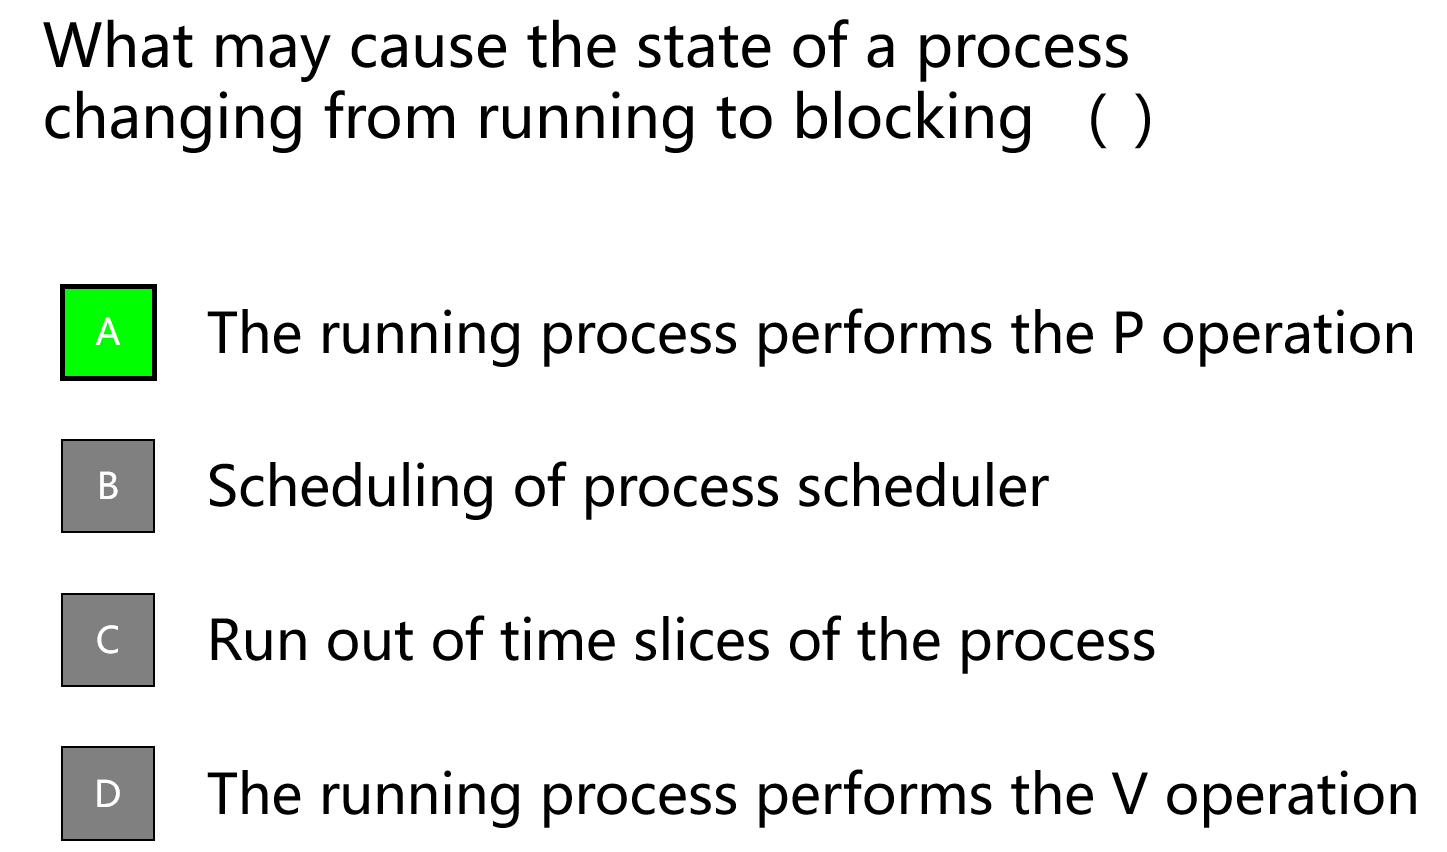 What may cause the state of a process
changing from running to blocking （ ）
A The running process performs the P operation
B Scheduling of process scheduler
C Run out of time slices of the process
D The running process performs the V operation